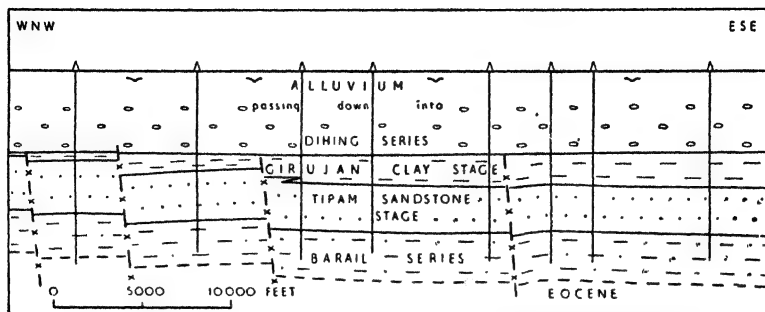 WNW ESE
ALLUVIUM
passing down into
DIHING SERIES
GIRUJAN CLAY STAGE
TIPAM SANDSTONE
STAGE
BARAIL SERIES
0 5000 10000 FEET EOCENE